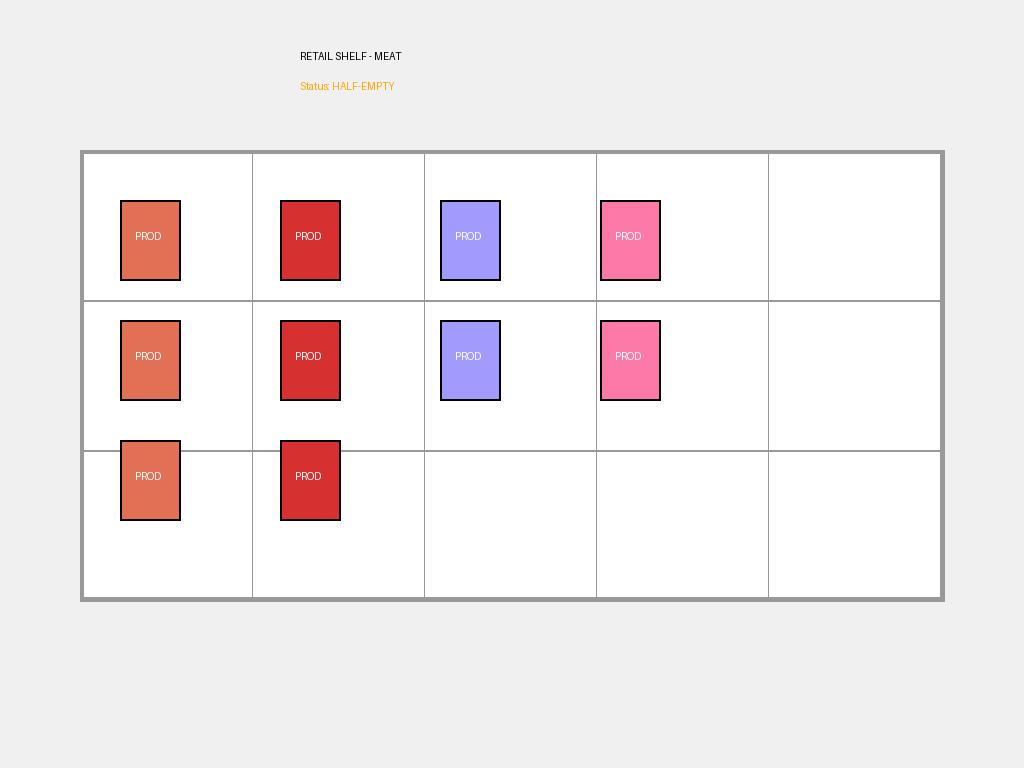 RETAIL SHELF - MEAT
Status: HALF-EMPTY
PROD PROD PROD PROD
PROD PROD PROD PROD
PROD PROD